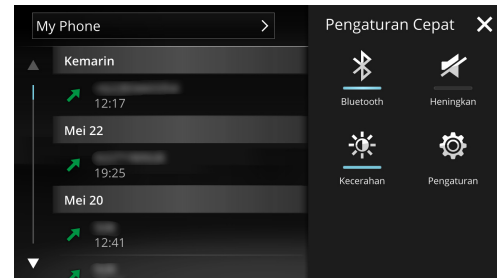 My Phone
Kemarin
12:17
Mei 22
19:25
Mei 20
12:41
Pengaturan Cepat
Bluetooth
Heningkan
Kecerahan
Pengaturan